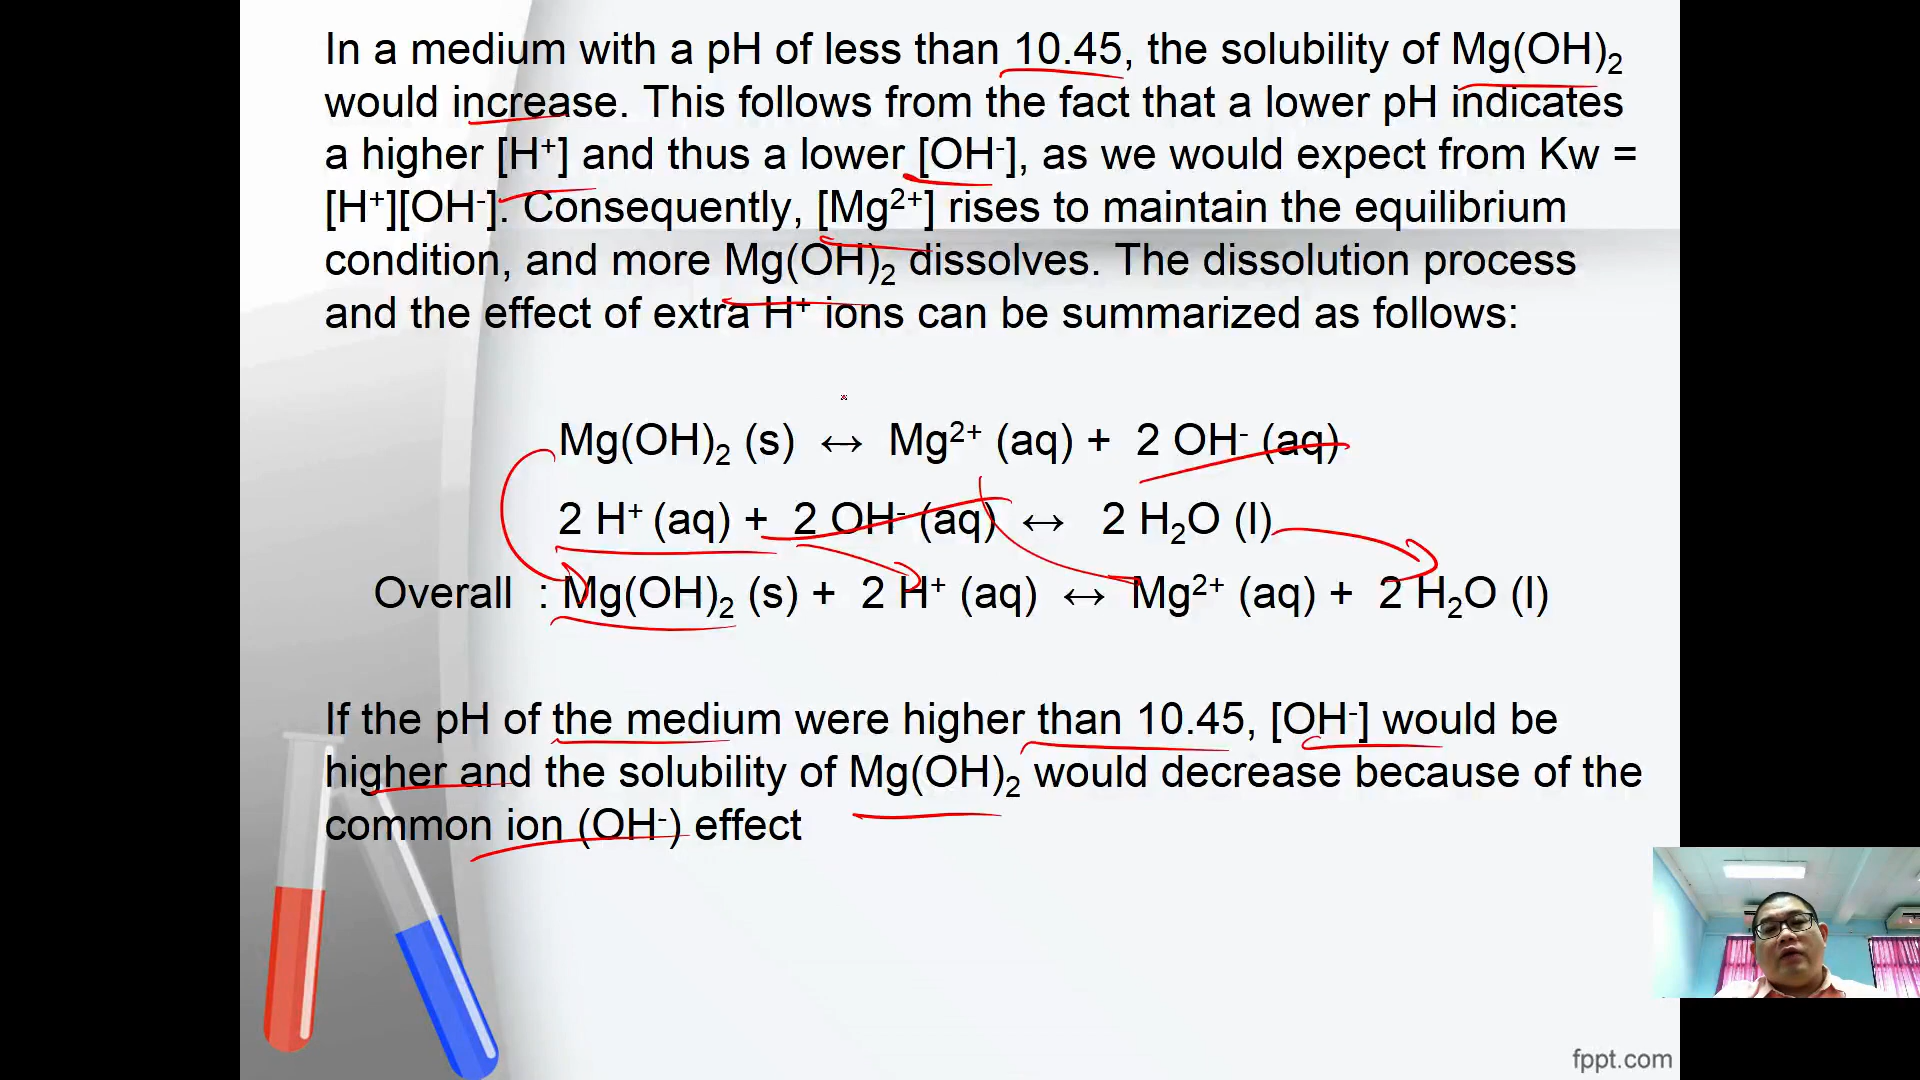 In a medium with a pH of less than 10.45, the solubility of Mg(OH)₂
would increase. This follows from the fact that a lower pH indicates
a higher [H⁺] and thus a lower [OH⁻], as we would expect from Kw =
[H⁺][OH⁻]. Consequently, [Mg²⁺] rises to maintain the equilibrium
condition, and more Mg(OH)₂ dissolves. The dissolution process
and the effect of extra H⁺ ions can be summarized as follows:
Mg(OH)₂ (s) ↔ Mg²⁺ (aq) + 2 OH⁻ (aq)
2 H⁺ (aq) + 2 OH⁻ (aq) ↔ 2 H₂O (l)
Overall : Mg(OH)₂ (s) + 2 H⁺ (aq) ↔ Mg²⁺ (aq) + 2 H₂O (l)
If the pH of the medium were higher than 10.45, [OH⁻] would be
higher and the solubility of Mg(OH)₂ would decrease because of the
common ion (OH⁻) effect
fppt.com